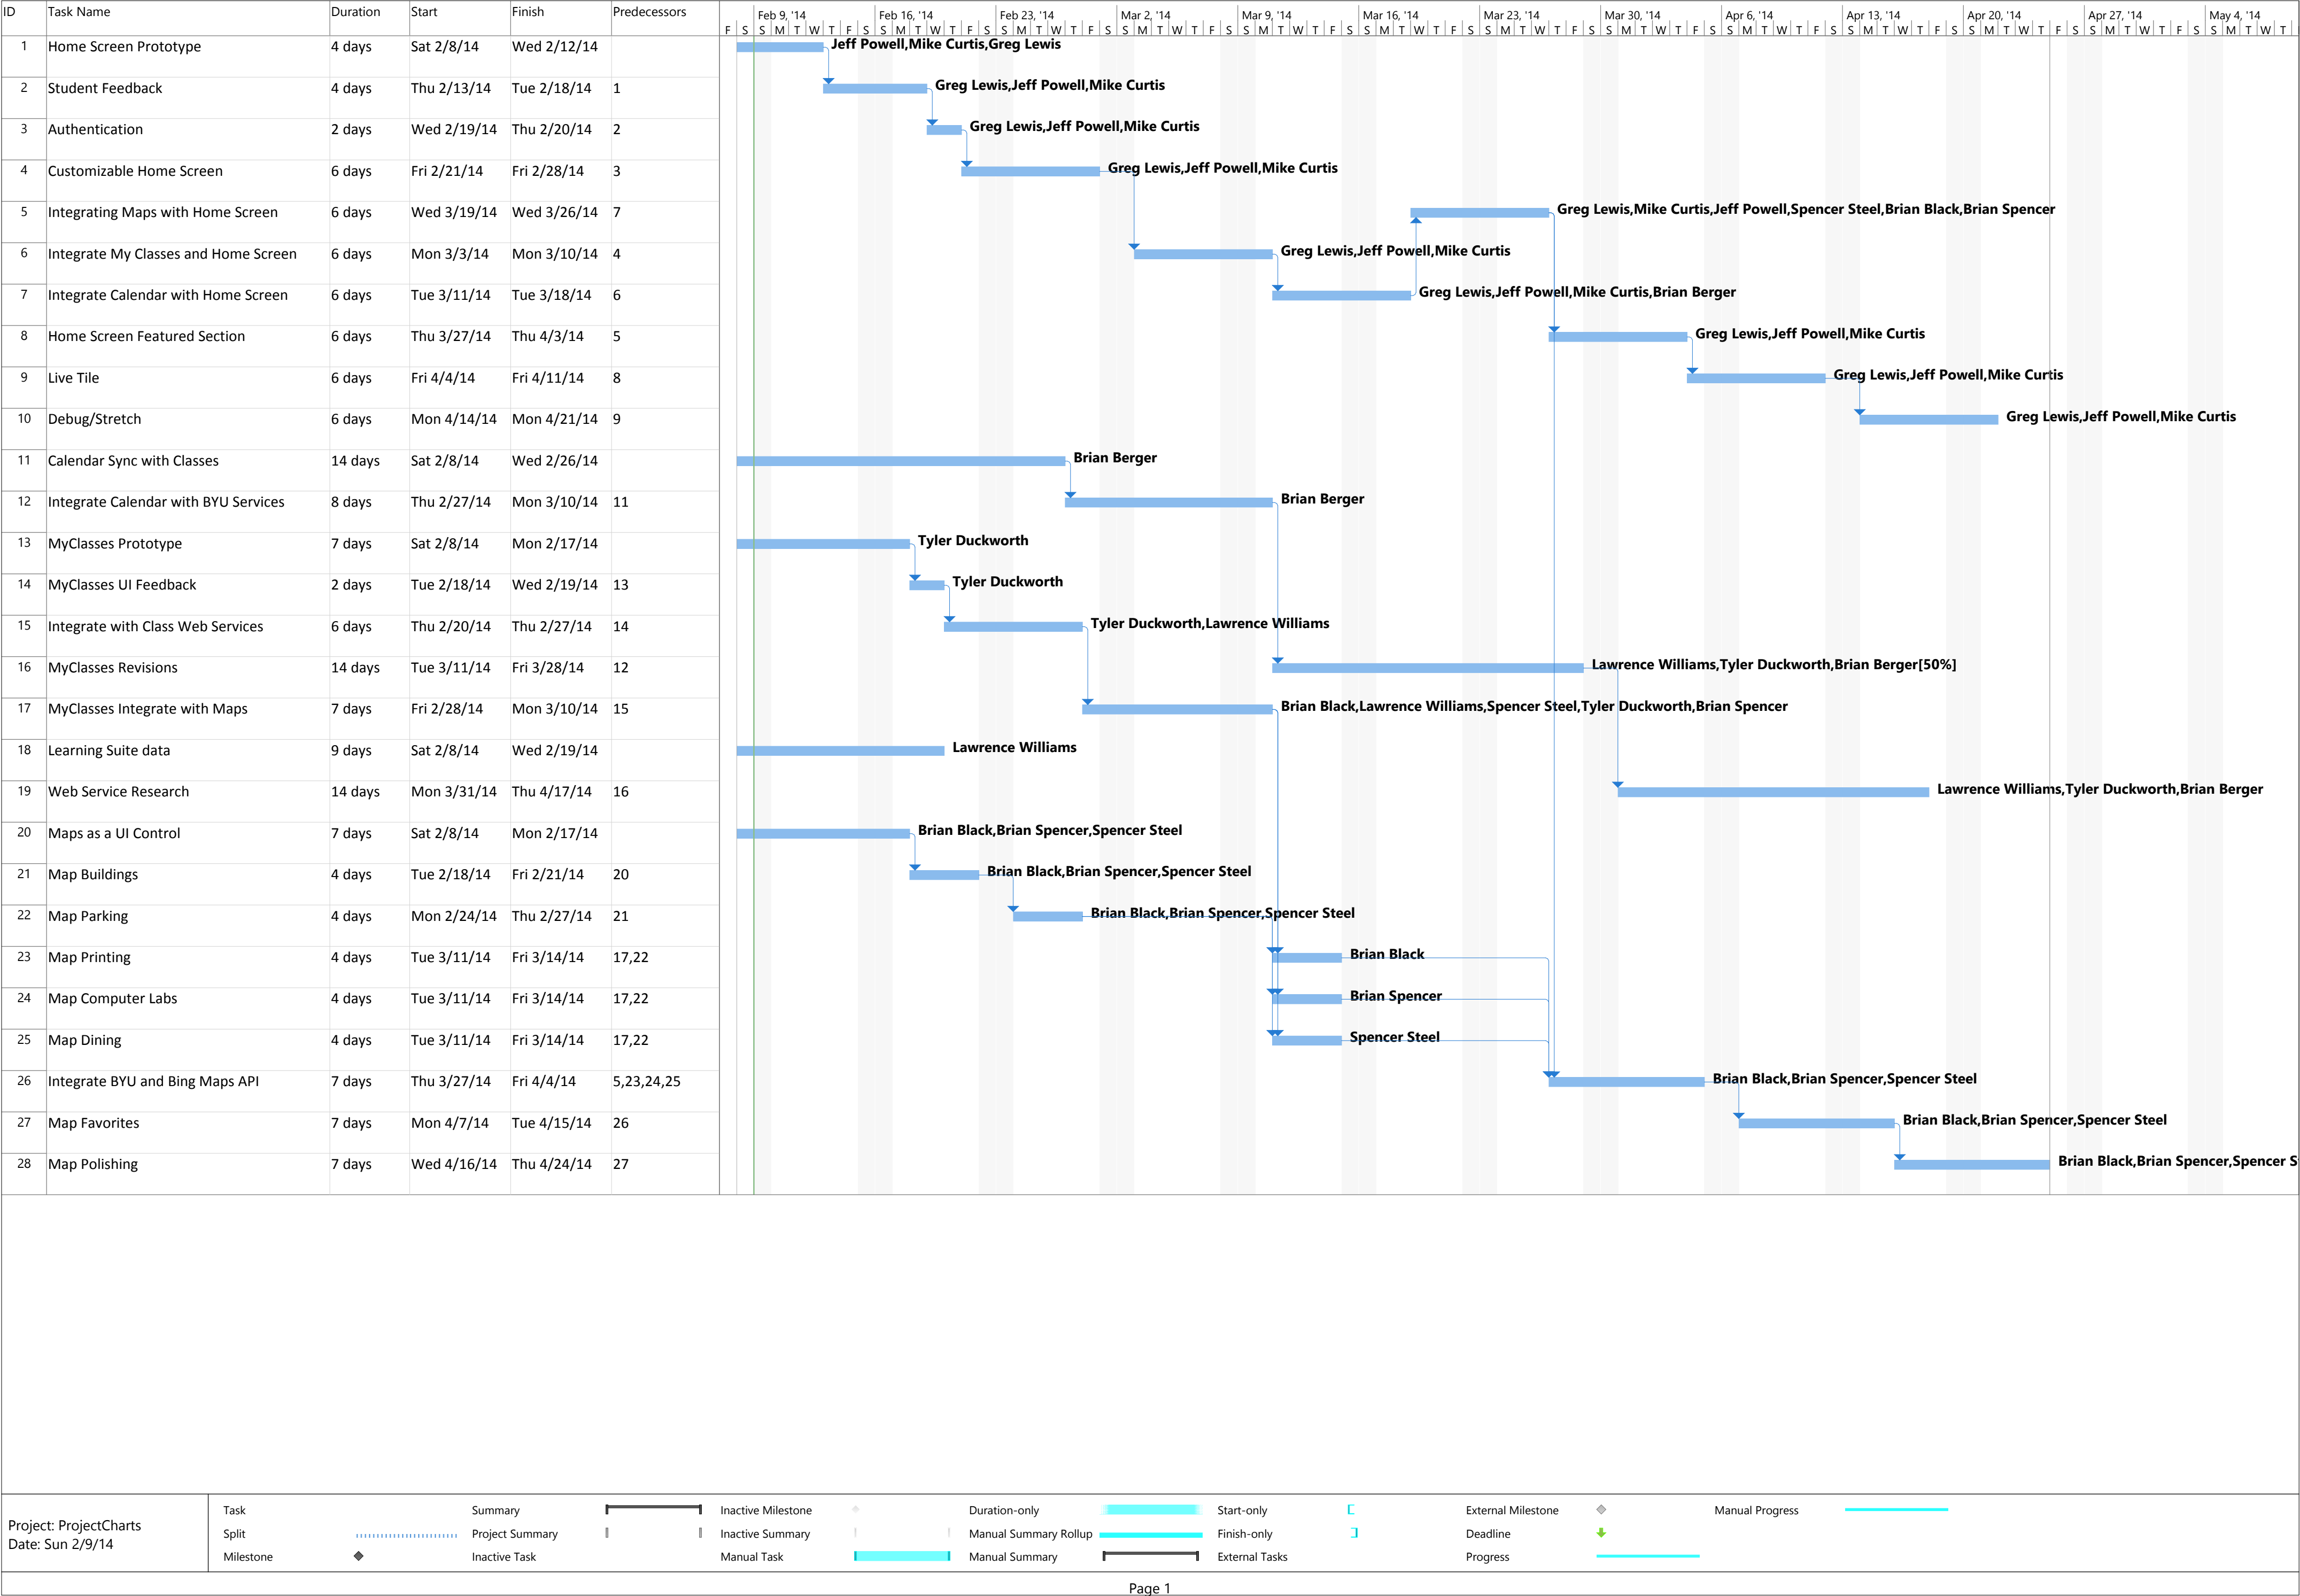 ID Task Name Duration Start Finish Predecessors
Feb 9, '14 Feb 16, '14 Feb 23, '14 Mar 2, '14 Mar 9, '14 Mar 16, '14 Mar 23, '14 Mar 30, '14 Apr 6, '14 Apr 13, '14 Apr 20, '14 Apr 27, '14 May 4, '14
F S S M T W T F S S M T W T F S S M T W T F S S M T W T F S S M T W T F S S M T W T F S S M T W T F S S M T W T F S S M T W T F S S M T W T F S S M T W T F S S M T W T F S S M T W T
1 Home Screen Prototype 4 days Sat 2/8/14 Wed 2/12/14 Jeff Powell,Mike Curtis,Greg Lewis
2 Student Feedback 4 days Thu 2/13/14 Tue 2/18/14 1 Greg Lewis,Jeff Powell,Mike Curtis
3 Authentication 2 days Wed 2/19/14 Thu 2/20/14 2 Greg Lewis,Jeff Powell,Mike Curtis
4 Customizable Home Screen 6 days Fri 2/21/14 Fri 2/28/14 3 Greg Lewis,Jeff Powell,Mike Curtis
5 Integrating Maps with Home Screen 6 days Wed 3/19/14 Wed 3/26/14 7 Greg Lewis,Mike Curtis,Jeff Powell,Spencer Steel,Brian Black,Brian Spencer
6 Integrate My Classes and Home Screen 6 days Mon 3/3/14 Mon 3/10/14 4 Greg Lewis,Jeff Powell,Mike Curtis
7 Integrate Calendar with Home Screen 6 days Tue 3/11/14 Tue 3/18/14 6 Greg Lewis,Jeff Powell,Mike Curtis,Brian Berger
8 Home Screen Featured Section 6 days Thu 3/27/14 Thu 4/3/14 5 Greg Lewis,Jeff Powell,Mike Curtis
9 Live Tile 6 days Fri 4/4/14 Fri 4/11/14 8 Greg Lewis,Jeff Powell,Mike Curtis
10 Debug/Stretch 6 days Mon 4/14/14 Mon 4/21/14 9 Greg Lewis,Jeff Powell,Mike Curtis
11 Calendar Sync with Classes 14 days Sat 2/8/14 Wed 2/26/14 Brian Berger
12 Integrate Calendar with BYU Services 8 days Thu 2/27/14 Mon 3/10/14 11 Brian Berger
13 MyClasses Prototype 7 days Sat 2/8/14 Mon 2/17/14 Tyler Duckworth
14 MyClasses UI Feedback 2 days Tue 2/18/14 Wed 2/19/14 13 Tyler Duckworth
15 Integrate with Class Web Services 6 days Thu 2/20/14 Thu 2/27/14 14 Tyler Duckworth,Lawrence Williams
16 MyClasses Revisions 14 days Tue 3/11/14 Fri 3/28/14 12 Lawrence Williams,Tyler Duckworth,Brian Berger[50%]
17 MyClasses Integrate with Maps 7 days Fri 2/28/14 Mon 3/10/14 15 Brian Black,Lawrence Williams,Spencer Steel,Tyler Duckworth,Brian Spencer
18 Learning Suite data 9 days Sat 2/8/14 Wed 2/19/14 Lawrence Williams
19 Web Service Research 14 days Mon 3/31/14 Thu 4/17/14 16 Lawrence Williams,Tyler Duckworth,Brian Berger
20 Maps as a UI Control 7 days Sat 2/8/14 Mon 2/17/14 Brian Black,Brian Spencer,Spencer Steel
21 Map Buildings 4 days Tue 2/18/14 Fri 2/21/14 20 Brian Black,Brian Spencer,Spencer Steel
22 Map Parking 4 days Mon 2/24/14 Thu 2/27/14 21 Brian Black,Brian Spencer,Spencer Steel
23 Map Printing 4 days Tue 3/11/14 Fri 3/14/14 17,22 Brian Black
24 Map Computer Labs 4 days Tue 3/11/14 Fri 3/14/14 17,22 Brian Spencer
25 Map Dining 4 days Tue 3/11/14 Fri 3/14/14 17,22 Spencer Steel
26 Integrate BYU and Bing Maps API 7 days Thu 3/27/14 Fri 4/4/14 5,23,24,25 Brian Black,Brian Spencer,Spencer Steel
27 Map Favorites 7 days Mon 4/7/14 Tue 4/15/14 26 Brian Black,Brian Spencer,Spencer Steel
28 Map Polishing 7 days Wed 4/16/14 Thu 4/24/14 27 Brian Black,Brian Spencer,Spencer S
Project: ProjectCharts
Date: Sun 2/9/14
Task Summary Inactive Milestone Duration-only Start-only External Milestone Manual Progress
Split Project Summary Inactive Summary Manual Summary Rollup Finish-only Deadline
Milestone Inactive Task Manual Task Manual Summary External Tasks Progress
Page 1